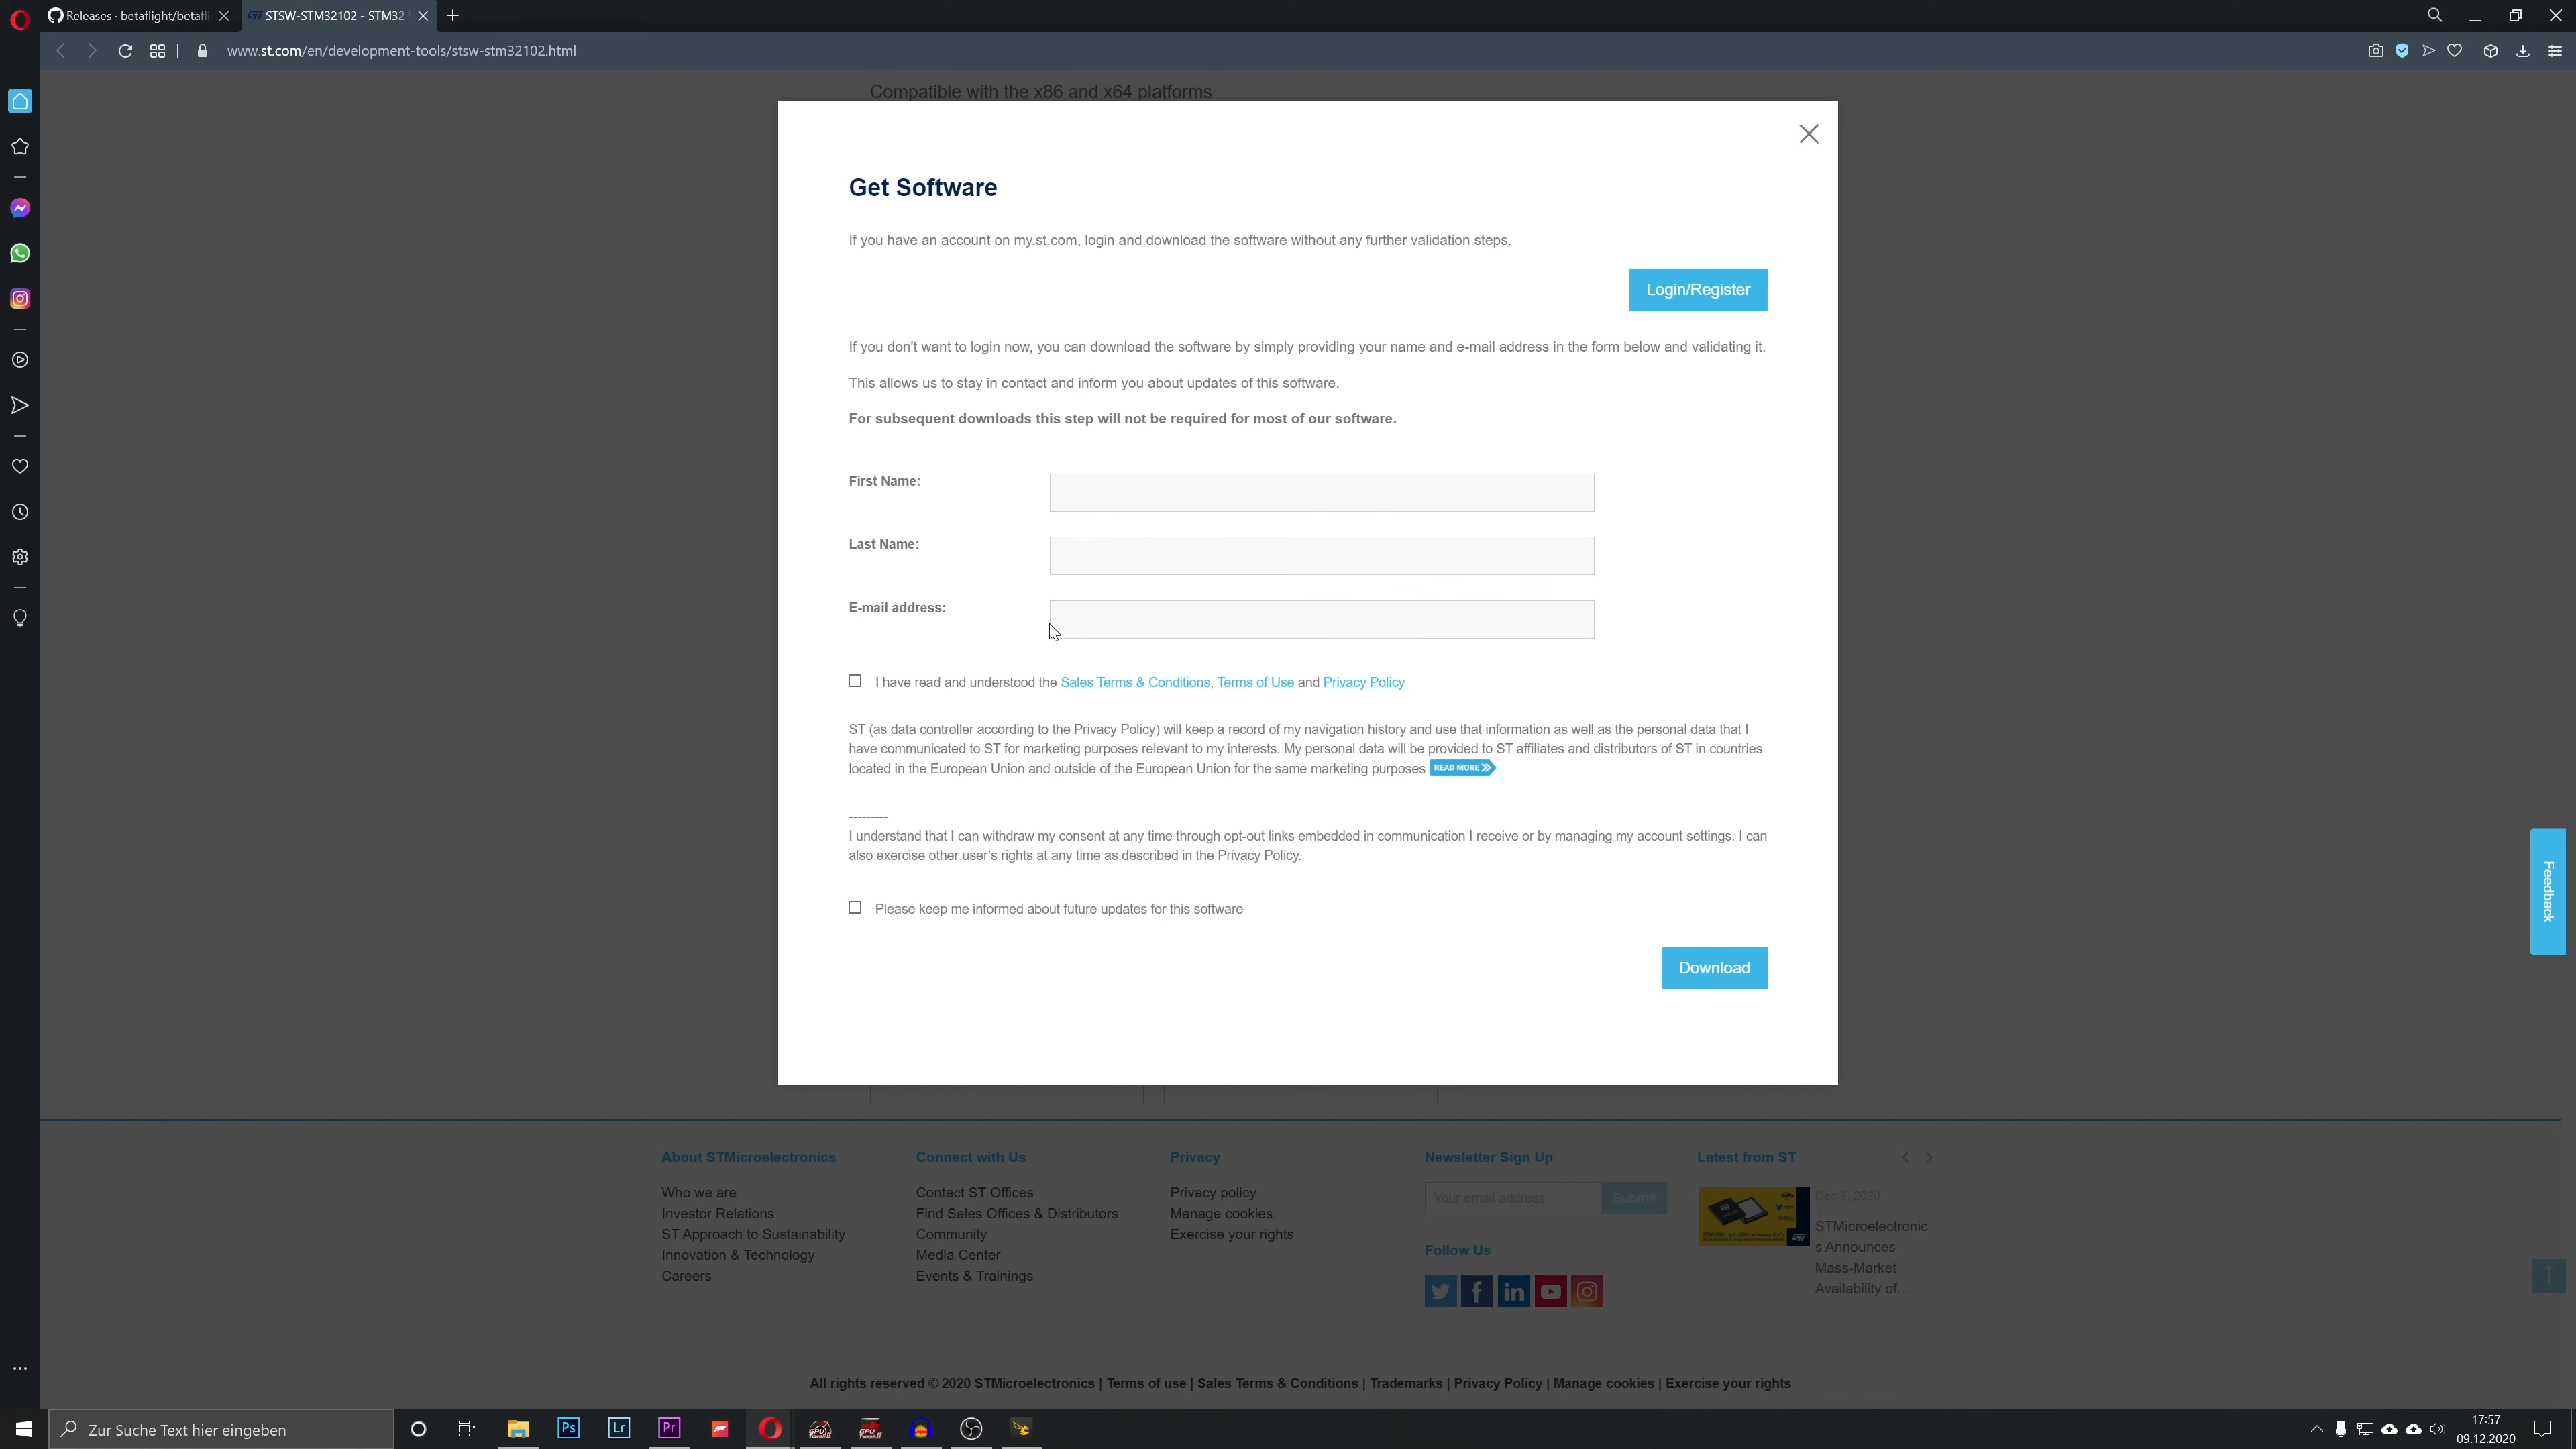 Releases · betaflight/betafli
STSW-STM32102 - STM32
www.st.com/en/development-tools/stsw-stm32102.html
Compatible with the x86 and x64 platforms
Get Software
If you have an account on my.st.com, login and download the software without any further validation steps.
Login/Register
If you don't want to login now, you can download the software by simply providing your name and e-mail address in the form below and validating it.
This allows us to stay in contact and inform you about updates of this software.
For subsequent downloads this step will not be required for most of our software.
First Name:
Last Name:
E-mail address:
I have read and understood the Sales Terms & Conditions, Terms of Use and Privacy Policy
ST (as data controller according to the Privacy Policy) will keep a record of my navigation history and use that information as well as the personal data that I
have communicated to ST for marketing purposes relevant to my interests. My personal data will be provided to ST affiliates and distributors of ST in countries
located in the European Union and outside of the European Union for the same marketing purposes READ MORE
---------
I understand that I can withdraw my consent at any time through opt-out links embedded in communication I receive or by managing my account settings. I can
also exercise other user's rights at any time as described in the Privacy Policy.
Please keep me informed about future updates for this software
Download
Feedback
About STMicroelectronics
Who we are
Investor Relations
ST Approach to Sustainability
Innovation & Technology
Careers
Connect with Us
Contact ST Offices
Find Sales Offices & Distributors
Community
Media Center
Events & Trainings
Privacy
Privacy policy
Manage cookies
Exercise your rights
Newsletter Sign Up
Your email address
Submit
Follow Us
Latest from ST
Dec 9, 2020
STMicroelectronic
s Announces
Mass-Market
Availability of...
All rights reserved © 2020 STMicroelectronics | Terms of use | Sales Terms & Conditions | Trademarks | Privacy Policy | Manage cookies | Exercise your rights
Zur Suche Text hier eingeben
Ps
Lr
Pr
GPU
GPU
17:57
09.12.2020